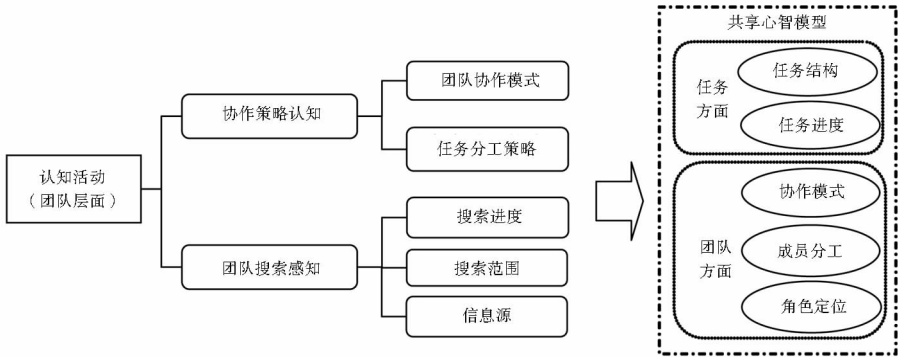 认知活动
（团队层面）
协作策略认知
团队搜索感知
团队协作模式
任务分工策略
搜索进度
搜索范围
信息源
共享心智模型
任务
方面
任务结构
任务进度
团队
方面
协作模式
成员分工
角色定位